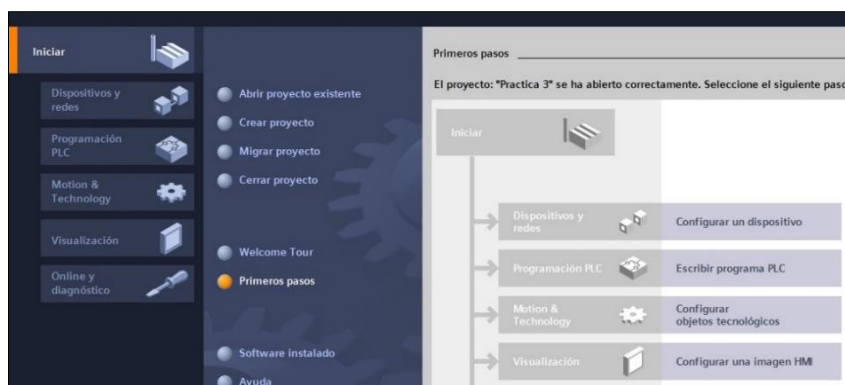 Iniciar
Dispositivos y
redes
Programación
PLC
Motion &
Technology
Visualización
Online y
diagnóstico
Abrir proyecto existente
Crear proyecto
Migrar proyecto
Cerrar proyecto
Welcome Tour
Primeros pasos
Software instalado
Ayuda
Primeros pasos
El proyecto: "Practica 3" se ha abierto correctamente. Seleccione el siguiente paso
Iniciar
Dispositivos y
redes
Configurar un dispositivo
Programación PLC
Escribir programa PLC
Motion &
Technology
Configurar
objetos tecnológicos
Visualización
Configurar una imagen HMI